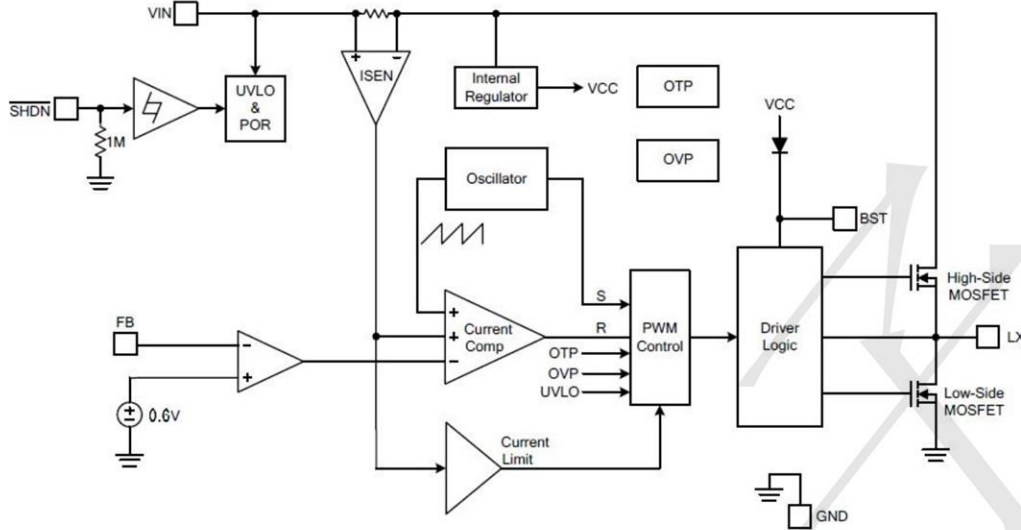 VIN
+ -
ISEN
SHDN
1M
UVLO
&
POR
Internal
Regulator
VCC
OTP
OVP
VCC
BST
Oscillator
High-Side
MOSFET
LX
Low-Side
MOSFET
FB
-
+
0.6V
+
+
-
Current
Comp
S
R
OTP
OVP
UVLO
PWM
Control
Driver
Logic
Current
Limit
GND